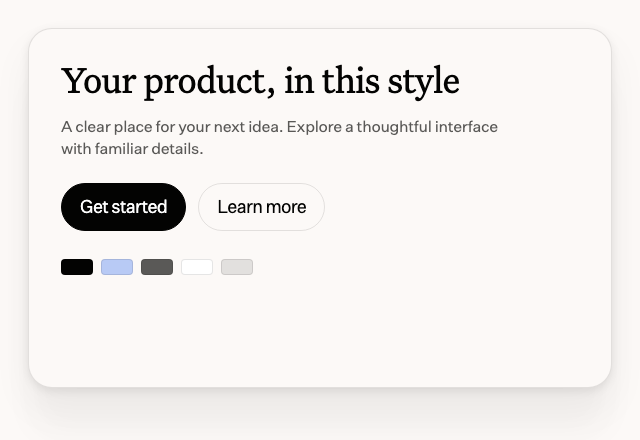 Your product, in this style
A clear place for your next idea. Explore a thoughtful interface
with familiar details.
Get started
Learn more